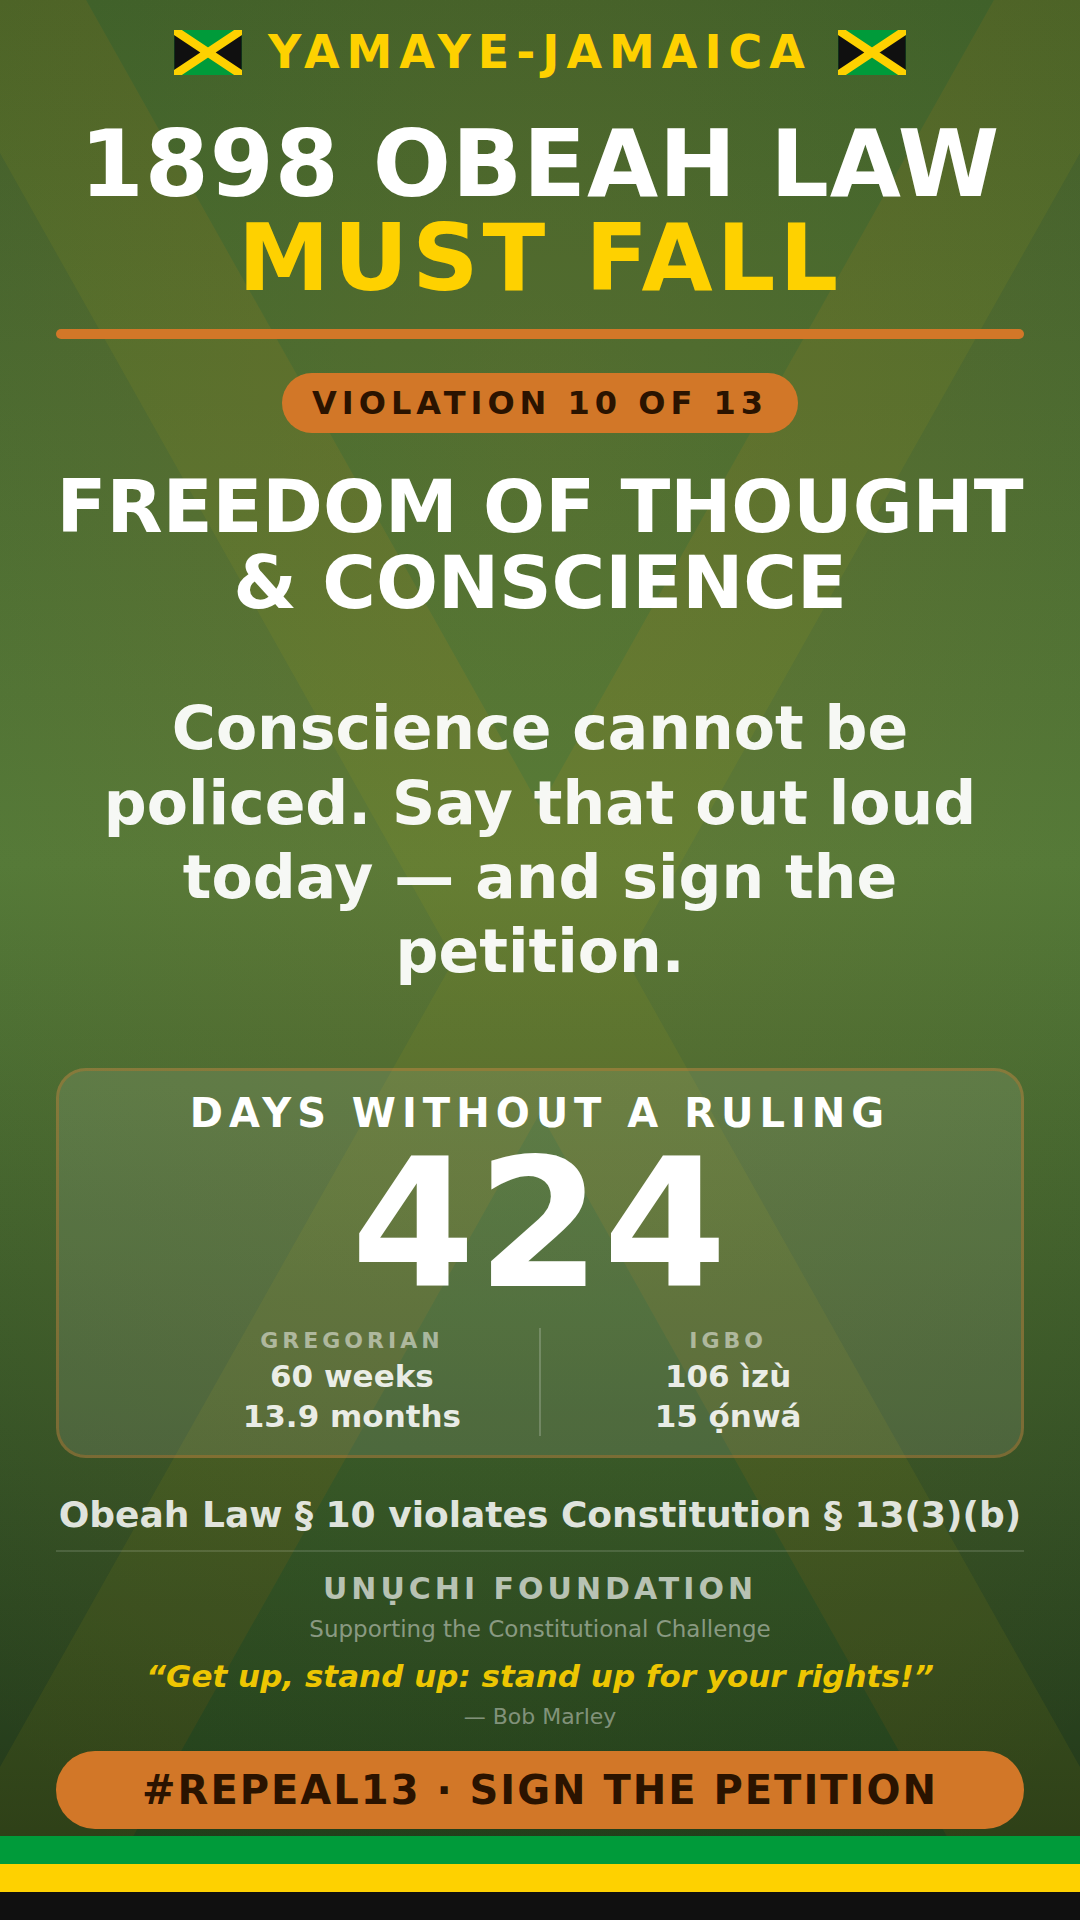 YAMAYE-JAMAICA
1898 OBEAH LAW
MUST FALL
VIOLATION 10 OF 13
FREEDOM OF THOUGHT
& CONSCIENCE
Conscience cannot be
policed. Say that out loud
today — and sign the
petition.
DAYS WITHOUT A RULING
424
GREGORIAN
60 weeks
13.9 months
IGBO
106 ìzù
15 ọ́nwá
Obeah Law § 10 violates Constitution § 13(3)(b)
UNỤCHI FOUNDATION
Supporting the Constitutional Challenge
“Get up, stand up: stand up for your rights!”
— Bob Marley
#REPEAL13 · SIGN THE PETITION